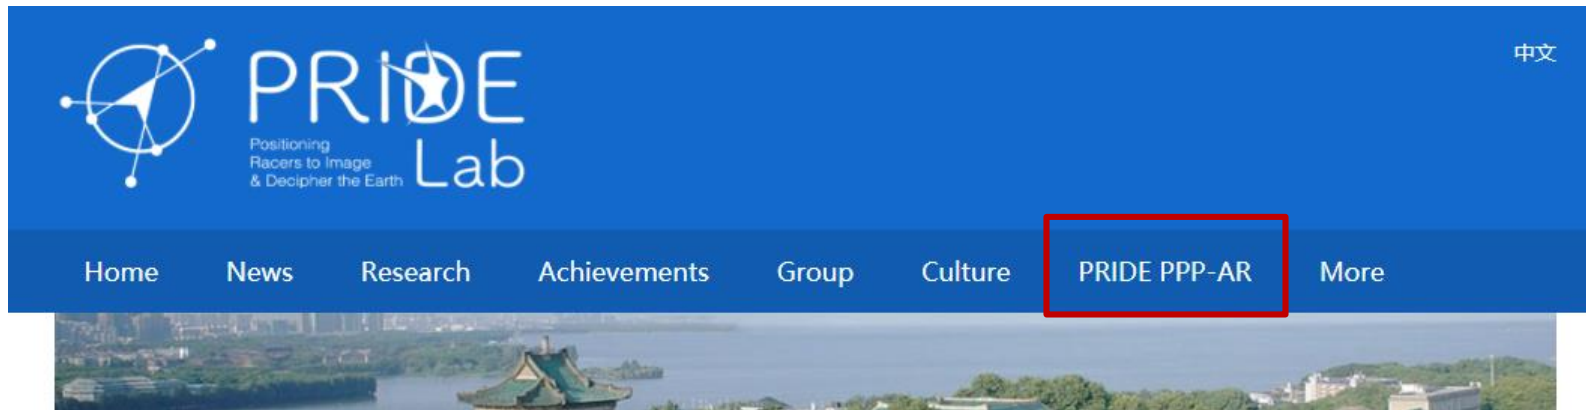 中文
PRIDE
Positioning
Racers to Image
& Decipher the Earth
Lab
Home News Research Achievements Group Culture PRIDE PPP-AR More